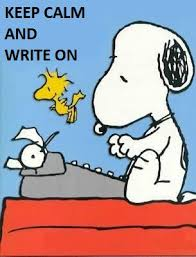 KEEP CALM
AND
WRITE ON